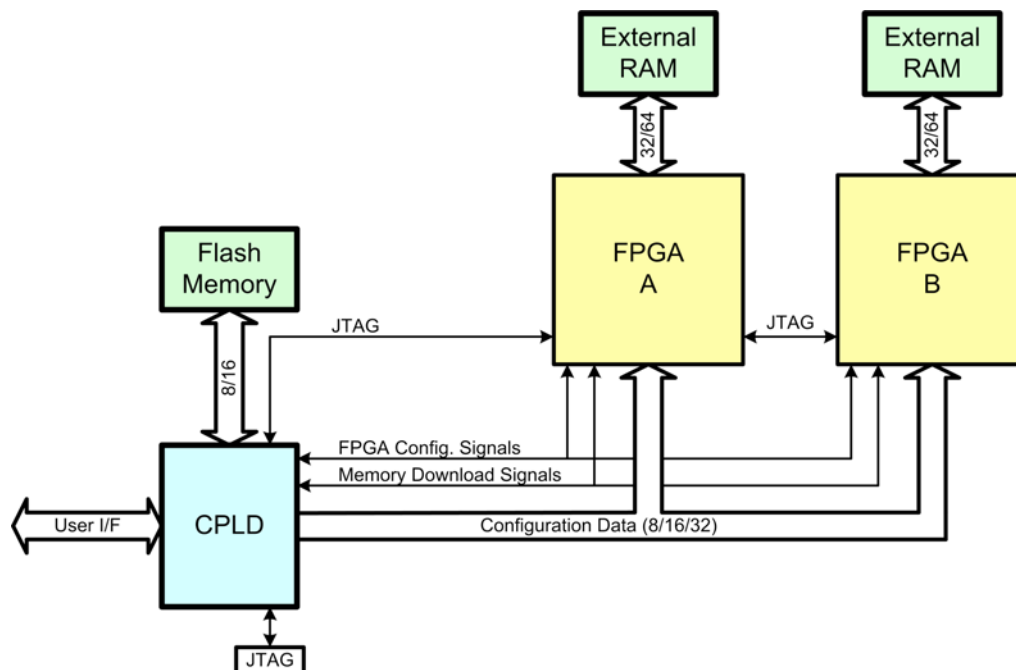 External
RAM
External
RAM
32/64
32/64
Flash
Memory
FPGA
A
FPGA
B
JTAG
JTAG
8/16
FPGA Config. Signals
Memory Download Signals
User I/F
CPLD
Configuration Data (8/16/32)
JTAG